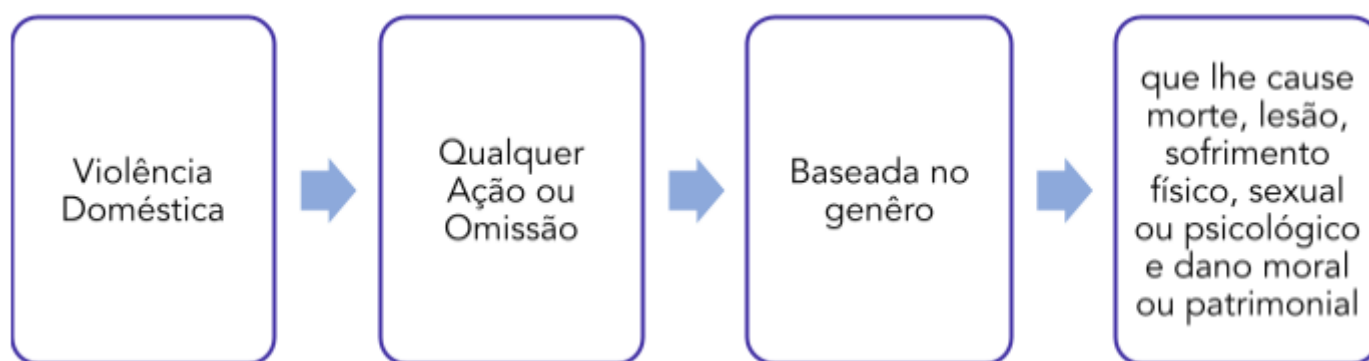 Violência
Doméstica
Qualquer
Ação ou
Omissão
Baseada no
genêro
que lhe cause
morte, lesão,
sofrimento
físico, sexual
ou psicológico
e dano moral
ou patrimonial